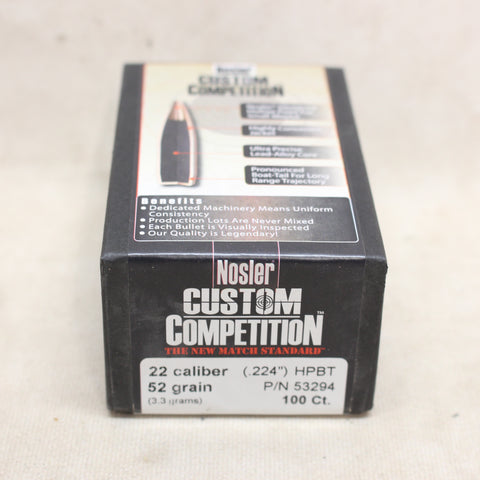 Nosler
CUSTOM
COMPETITION
Ultra Precise
Lead-Alloy Core
Pronounced
Boat-Tail For Long
Range Trajectory
Benefits
• Dedicated Machinery Means Uniform
Consistency
• Production Lots Are Never Mixed
• Each Bullet is Visually Inspected
• Our Quality is Legendary!
Nosler
CUSTOM
COMPETITION™
THE NEW MATCH STANDARD™
22 caliber (.224") HPBT
52 grain P/N 53294
(3.3 grams) 100 Ct.